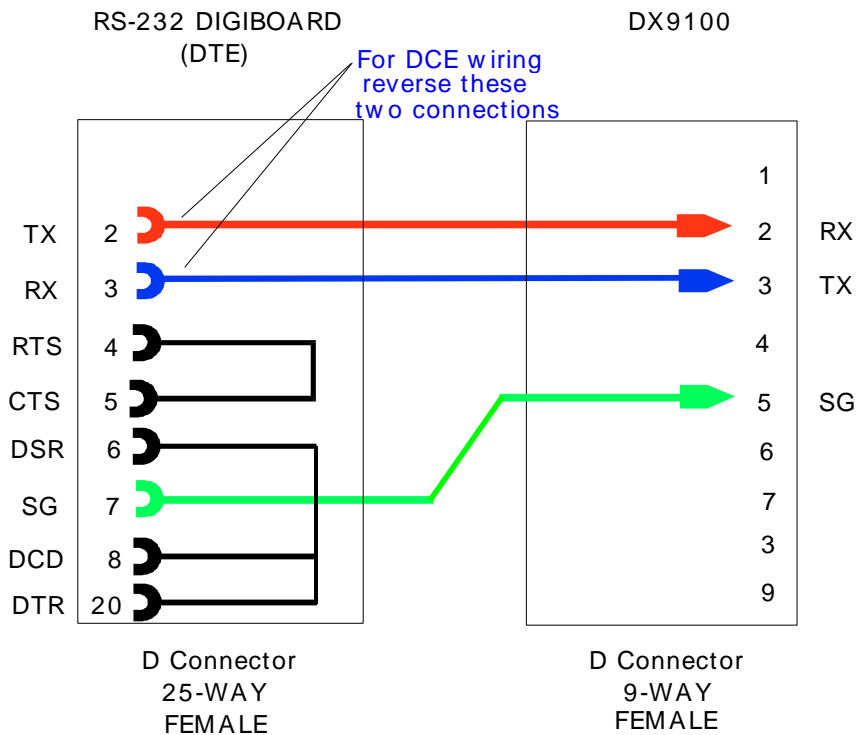 RS-232 DIGIBOARD
(DTE)
DX9100
For DCE wiring
reverse these
two connections
1
TX 2 2 RX
RX 3 3 TX
RTS 4 4
CTS 5 5 SG
DSR 6 6
SG 7 7
DCD 8 3
DTR 20 9
D Connector
25-WAY
FEMALE
D Connector
9-WAY
FEMALE